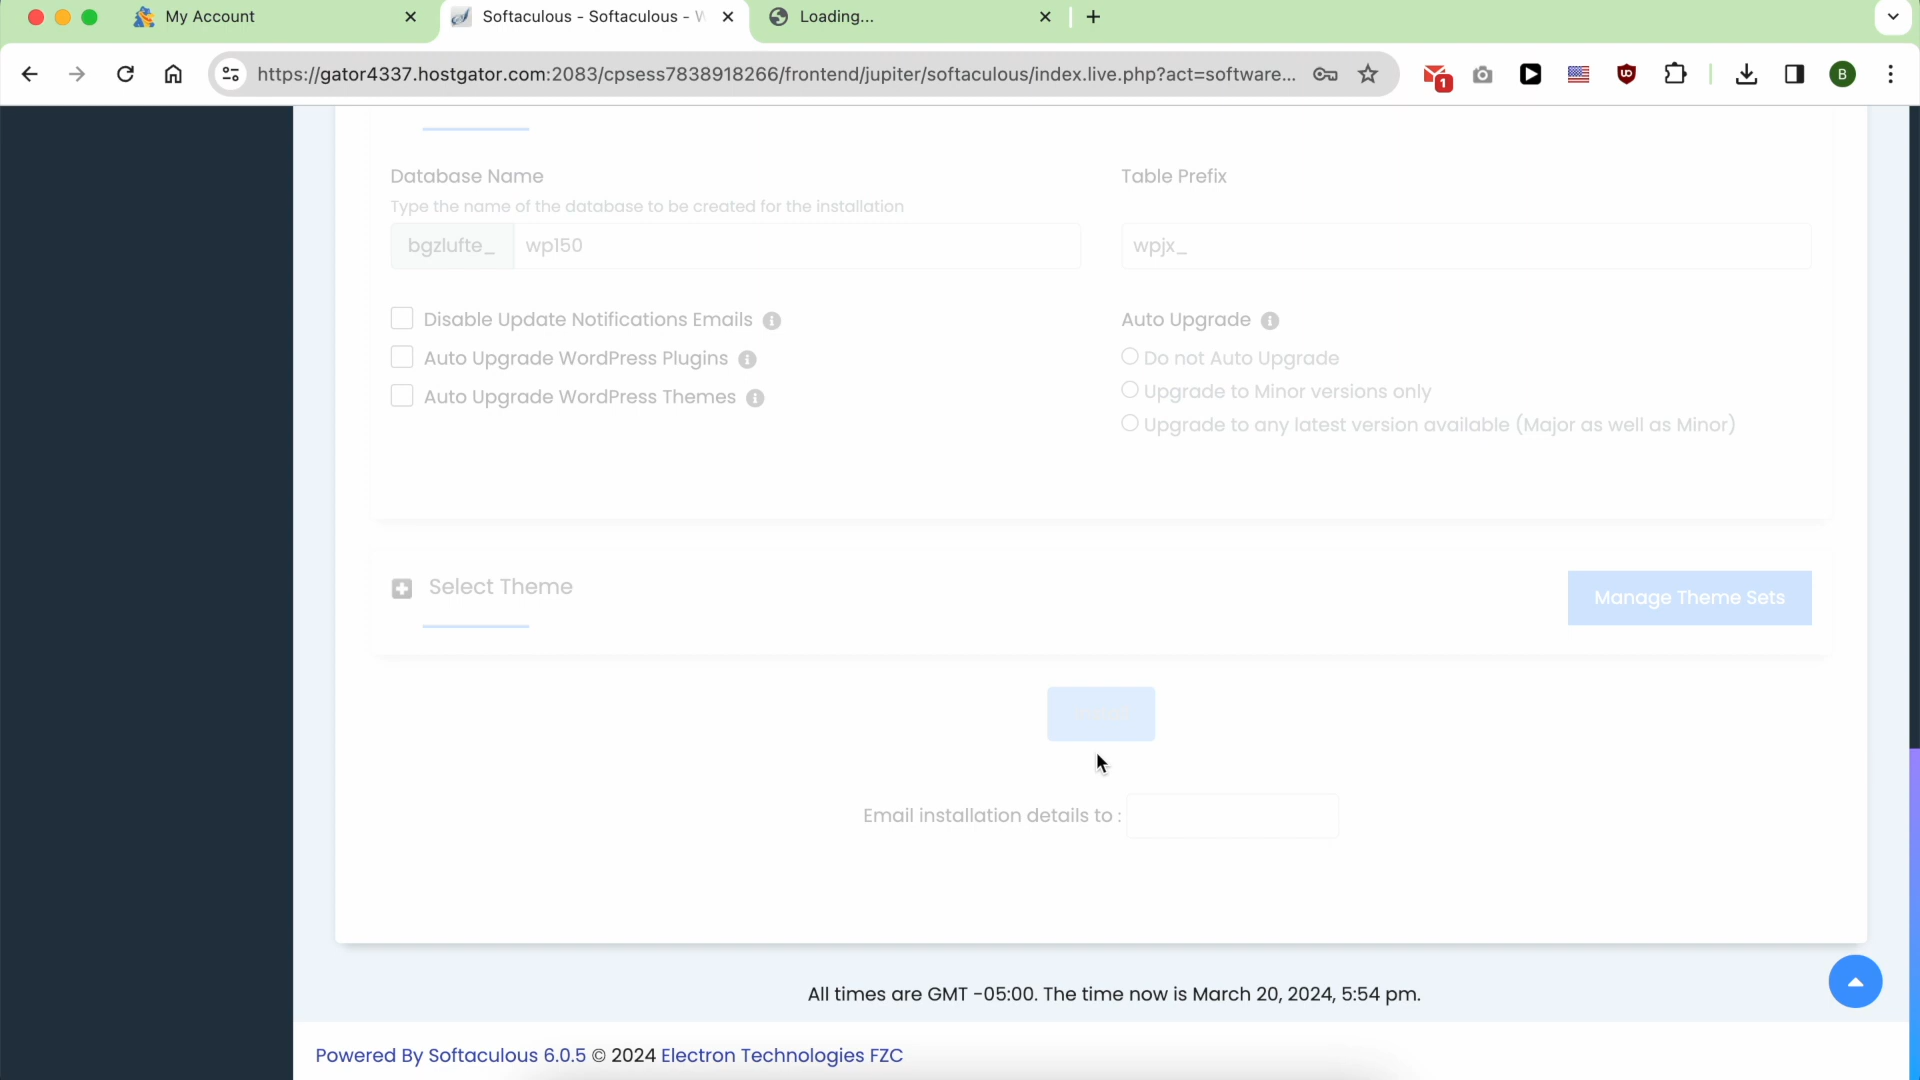 My Account
Softaculous - Softaculous - W
Loading...
https://gator4337.hostgator.com:2083/cpsess7838918266/frontend/jupiter/softaculous/index.live.php?act=software...
1
UD
B
Database Name
Type the name of the database to be created for the installation
bgzlufte_
wp150
Table Prefix
wpjx_
Disable Update Notifications Emails
Auto Upgrade WordPress Plugins
Auto Upgrade WordPress Themes
Auto Upgrade
Do not Auto Upgrade
Upgrade to Minor versions only
Upgrade to any latest version available (Major as well as Minor)
Select Theme
Manage Theme Sets
Email installation details to :
All times are GMT -05:00. The time now is March 20, 2024, 5:54 pm.
Powered By Softaculous 6.0.5 © 2024 Electron Technologies FZC